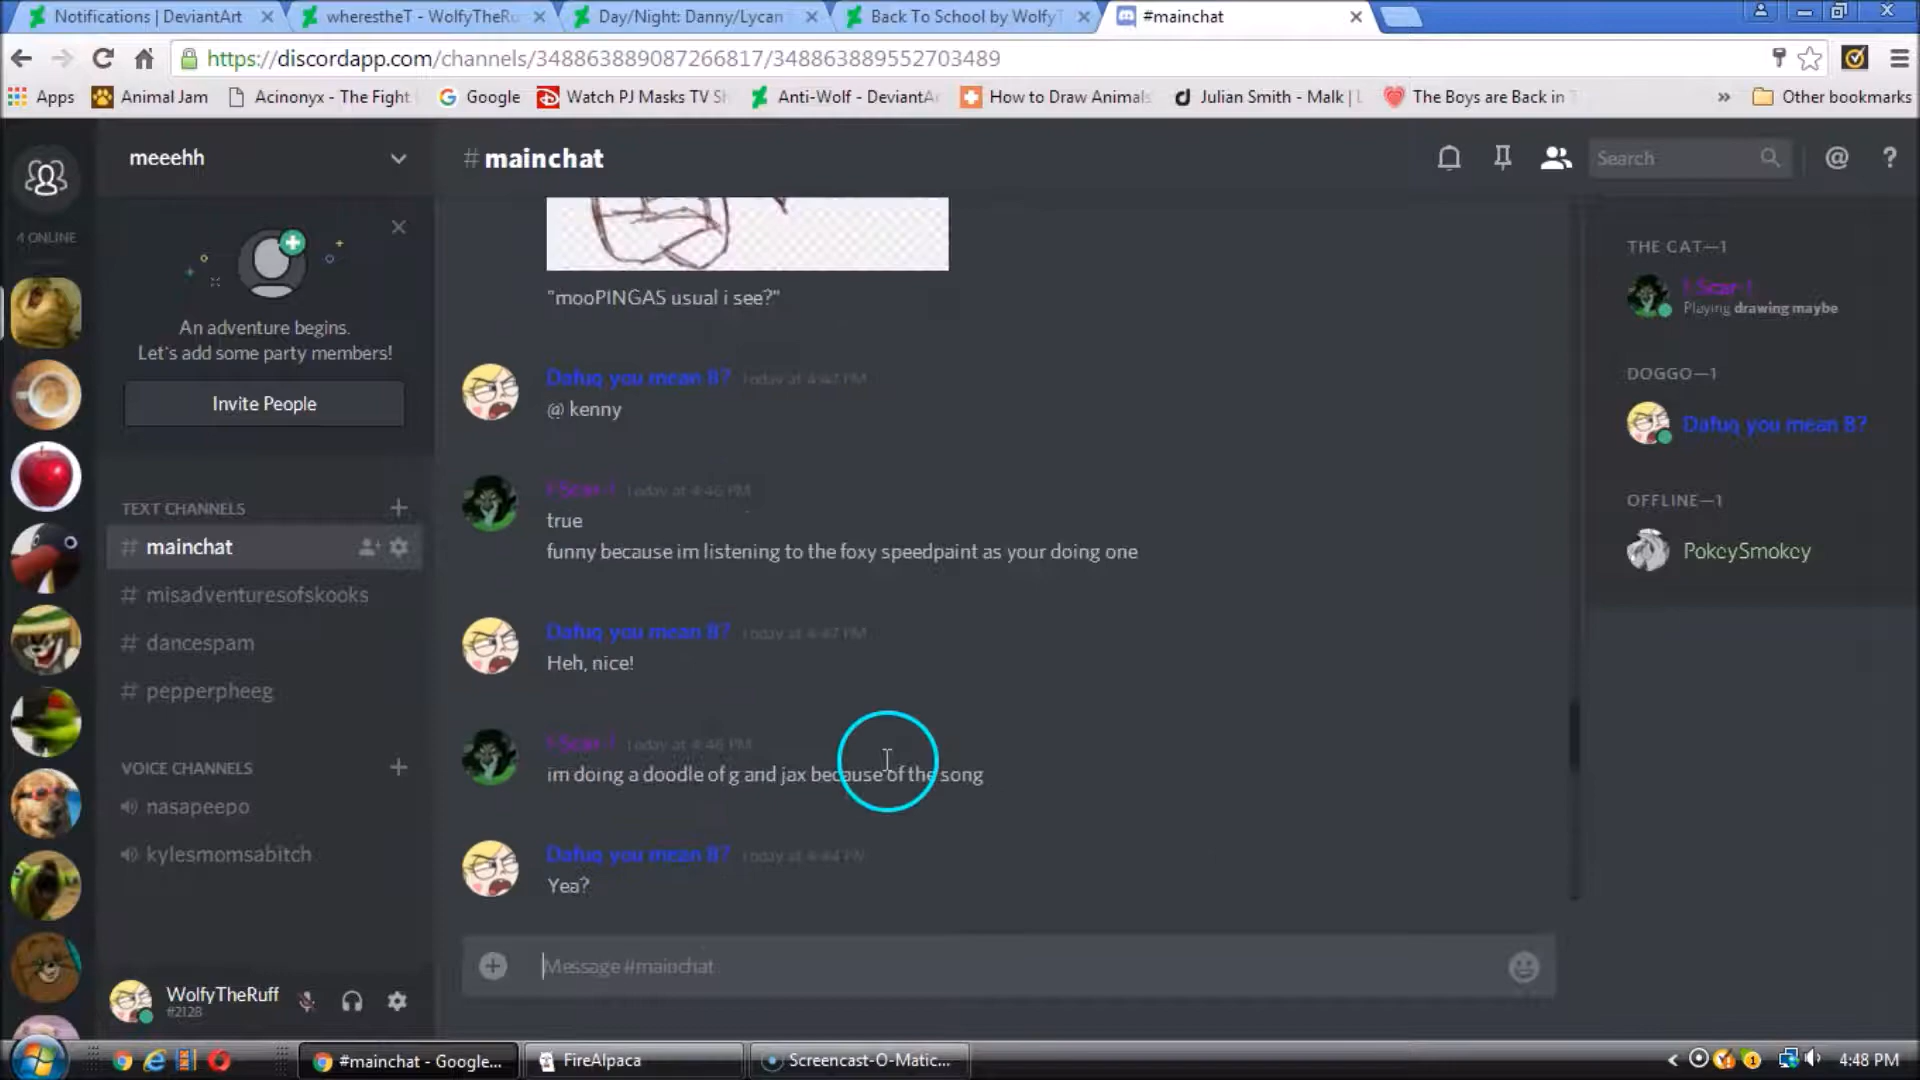 Notifications | DeviantArt
wherestheT - WolfyTheRu
Day/Night: Danny/Lycan
Back To School by WolfyT
#mainchat
https://discordapp.com/channels/348863889087266817/348863889552703489
Apps
Animal Jam
Acinonyx - The Fight
Google
Watch PJ Masks TV Sh
Anti-Wolf - DeviantAr
How to Draw Animals
Julian Smith - Malk | L
The Boys are Back in T
»
Other bookmarks
meeehh
# mainchat
Search
@
?
4 ONLINE
An adventure begins.
Let's add some party members!
Invite People
TEXT CHANNELS
# mainchat
# misadventuresofskooks
# dancespam
# pepperpheeg
VOICE CHANNELS
nasapeepo
kylesmomsabitch
WolfyTheRuff
#2128
"mooPINGAS usual i see?"
Dafuq you mean B? Today at 4:47 PM
@ kenny
! Scar ! Today at 4:46 PM
true
funny because im listening to the foxy speedpaint as your doing one
Dafuq you mean B? Today at 4:47 PM
Heh, nice!
! Scar ! Today at 4:48 PM
im doing a doodle of g and jax because of the song
Dafuq you mean B? Today at
Yea?
Message #mainchat
THE CAT—1
! Scar !
Playing drawing maybe
DOGGO—1
Dafuq you mean B?
OFFLINE—1
PokeySmokey
#mainchat - Google...
FireAlpaca
Screencast-O-Matic...
4:48 PM